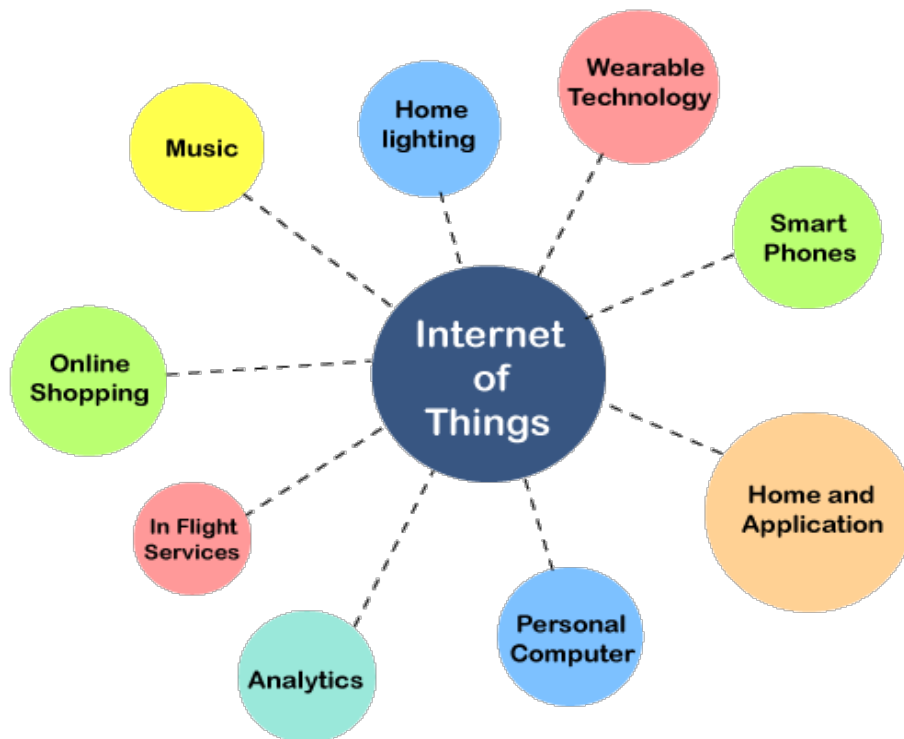 Wearable
Technology
Home
lighting
Music
Smart
Phones
Internet
of
Things
Online
Shopping
Home and
Application
In Flight
Services
Personal
Computer
Analytics